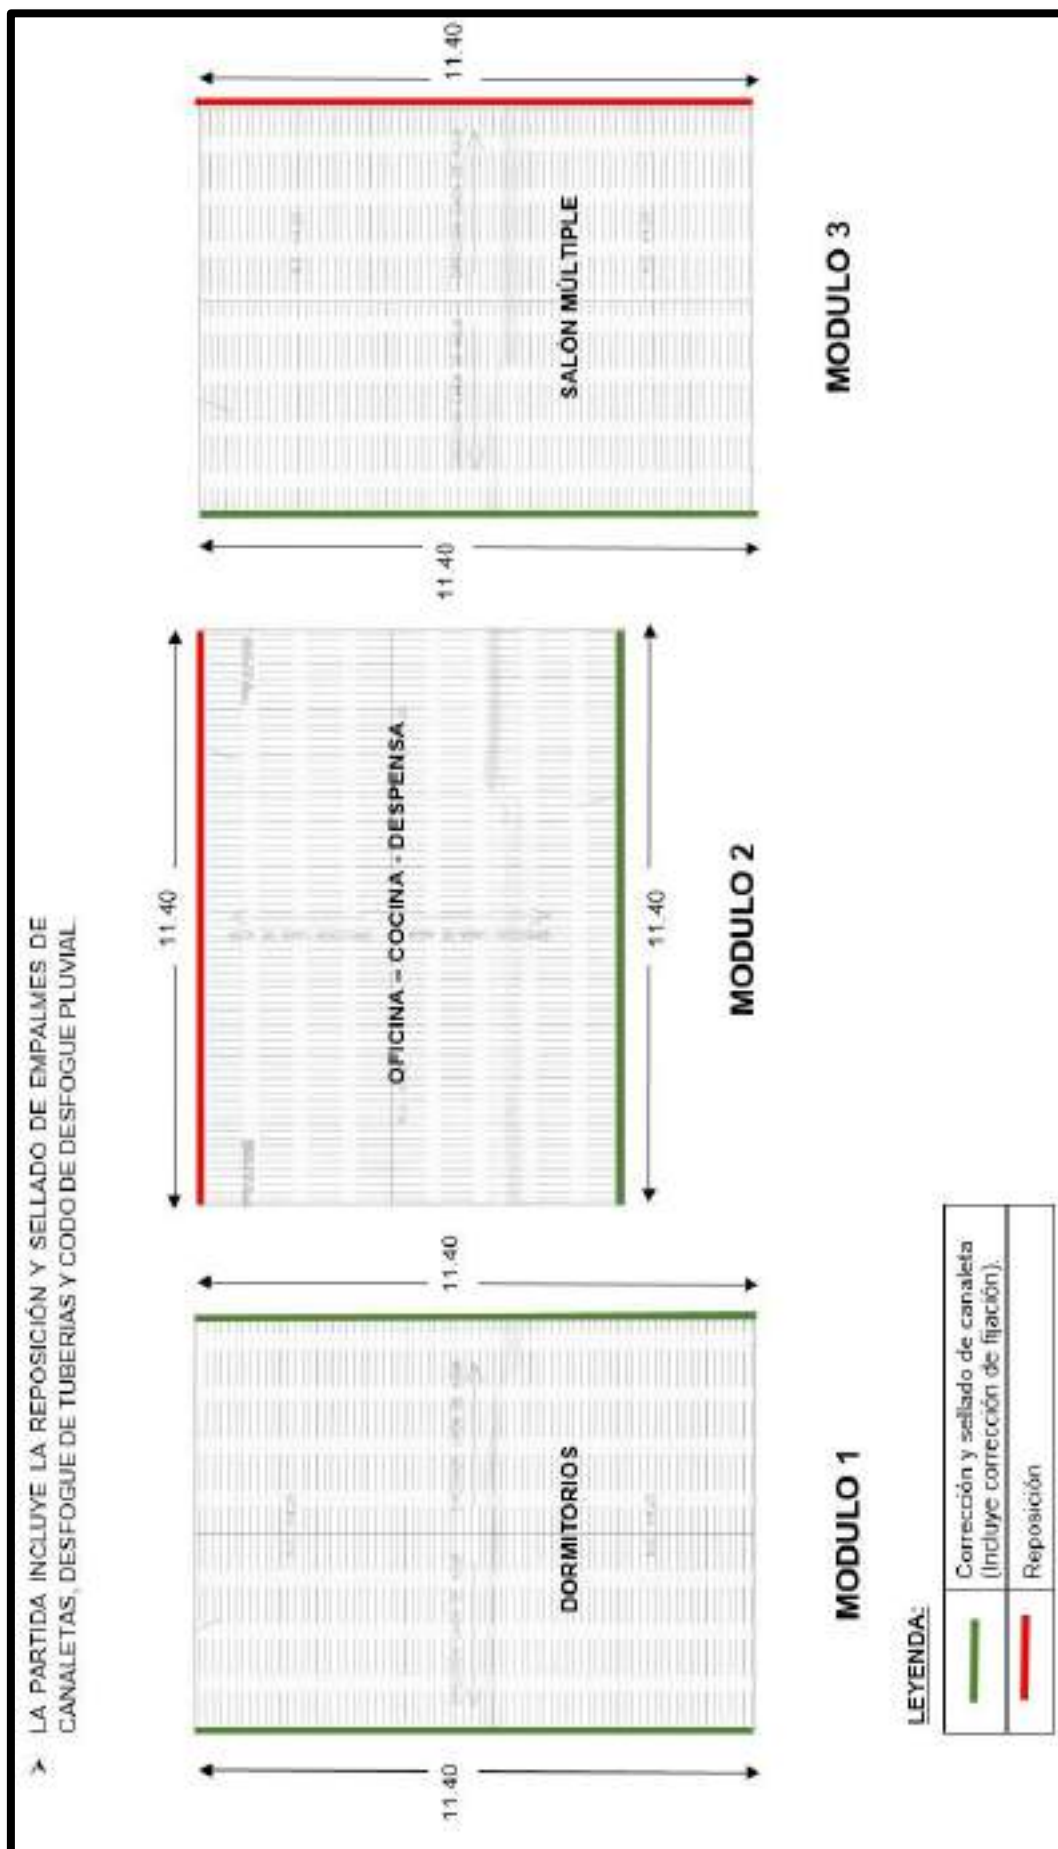 ➤ LA PARTIDA INCLUYE LA REPOSICIÓN Y SELLADO DE EMPALMES DE
CANALETAS, DESFOGUE DE TUBERIAS Y CODO DE DESFOGUE PLUVIAL.
11.40
11.40
DORMITORIOS
MODULO 1
11.40
11.40
OFICINA – COCINA - DESPENSA
MODULO 2
11.40
11.40
SALÓN MÚLTIPLE
MODULO 3
LEYENDA:
Corrección y sellado de canaleta
(Incluye corrección de fijación).
Reposición